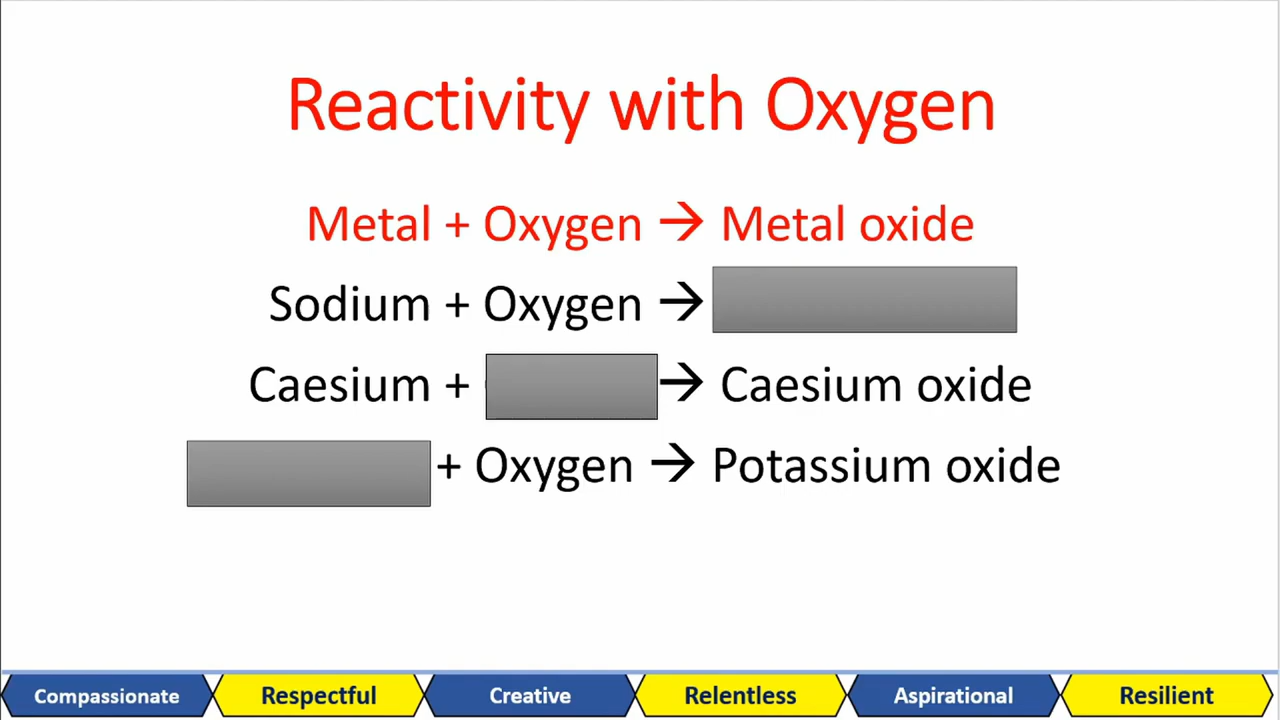 Reactivity with Oxygen
Metal + Oxygen → Metal oxide
Sodium + Oxygen →
Caesium + → Caesium oxide
+ Oxygen → Potassium oxide
Compassionate Respectful Creative Relentless Aspirational Resilient